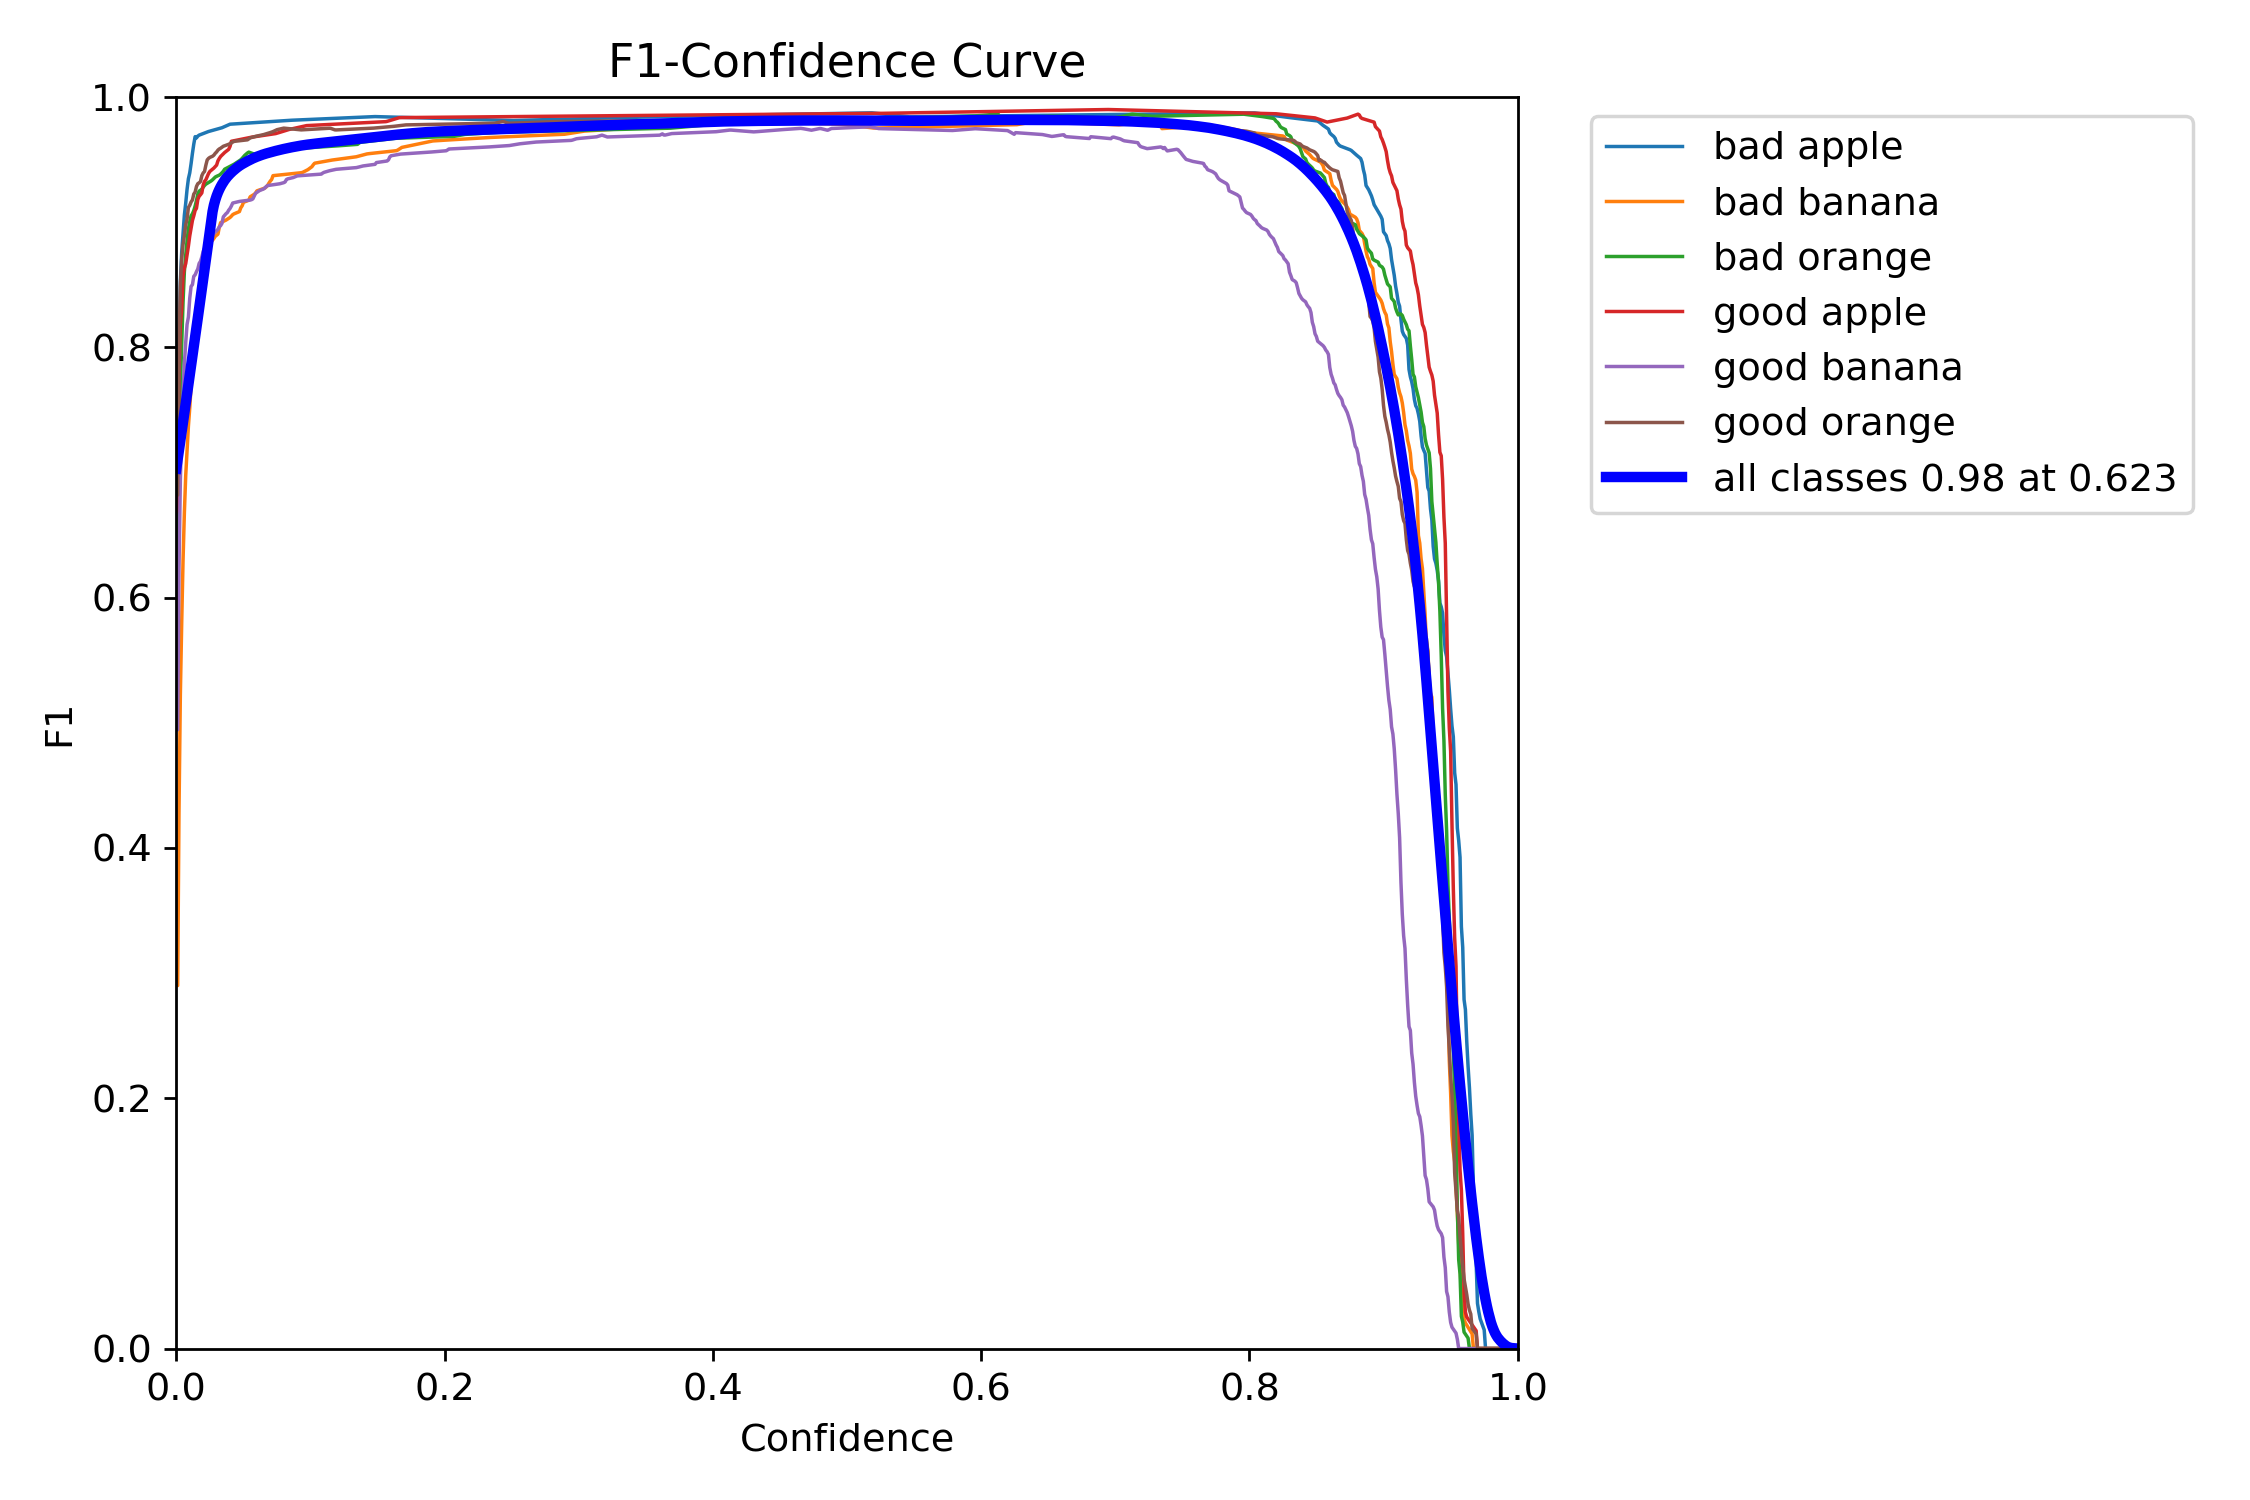 F1-Confidence Curve
1.0
0.8
0.6
0.4
0.2
0.0
F1
0.0 0.2 0.4 0.6 0.8 1.0
Confidence
bad apple
bad banana
bad orange
good apple
good banana
good orange
all classes 0.98 at 0.623